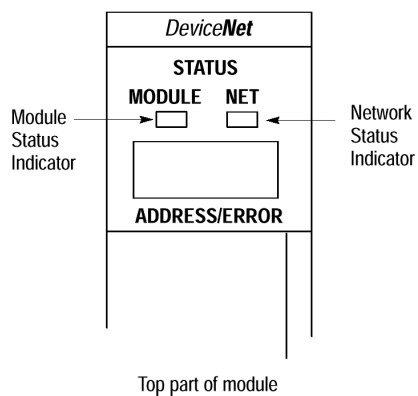 DeviceNet
STATUS
MODULE NET
Module
Status
Indicator
Network
Status
Indicator
ADDRESS/ERROR
Top part of module